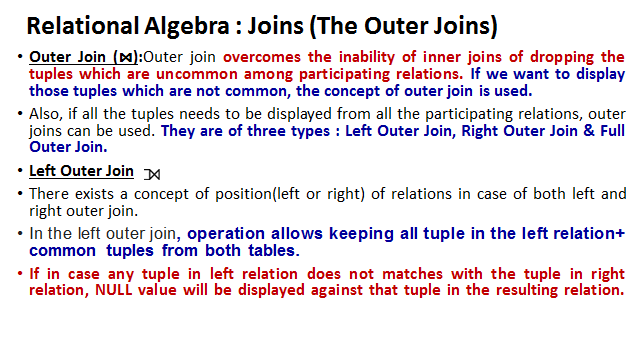 Relational Algebra : Joins (The Outer Joins)
• Outer Join (⋈):Outer join overcomes the inability of inner joins of dropping the
tuples which are uncommon among participating relations. If we want to display
those tuples which are not common, the concept of outer join is used.
• Also, if all the tuples needs to be displayed from all the participating relations, outer
joins can be used. They are of three types : Left Outer Join, Right Outer Join & Full
Outer Join.
• Left Outer Join ⟕
• There exists a concept of position(left or right) of relations in case of both left and
right outer join.
• In the left outer join, operation allows keeping all tuple in the left relation+
common tuples from both tables.
• If in case any tuple in left relation does not matches with the tuple in right
relation, NULL value will be displayed against that tuple in the resulting relation.